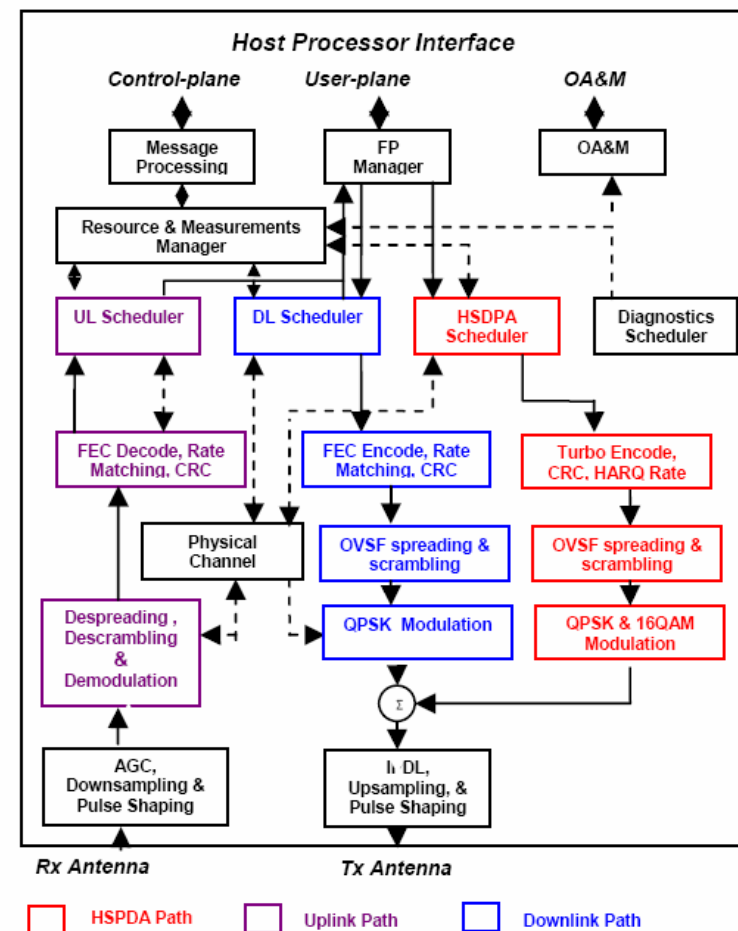 Host Processor Interface
Control-plane
User-plane
OA&M
Message
Processing
FP
Manager
OA&M
Resource & Measurements
Manager
UL Scheduler
DL Scheduler
HSDPA
Scheduler
Diagnostics
Scheduler
FEC Decode, Rate
Matching, CRC
FEC Encode, Rate
Matching, CRC
Turbo Encode,
CRC, HARQ Rate
Physical
Channel
OVSF spreading &
scrambling
OVSF spreading &
scrambling
Despreading ,
Descrambling
&
Demodulation
QPSK Modulation
QPSK & 16QAM
Modulation
Σ
AGC,
Downsampling &
Pulse Shaping
Upsampling, &
Pulse Shaping
Rx Antenna
Tx Antenna
HSPDA Path
Uplink Path
Downlink Path